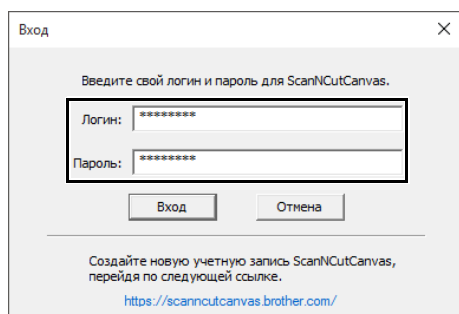 Вход
Введите свой логин и пароль для ScanNCutCanvas.
Логин: ********
Пароль: ********
Вход Отмена
Создайте новую учетную запись ScanNCutCanvas,
перейдя по следующей ссылке.
https://scanncutcanvas.brother.com/